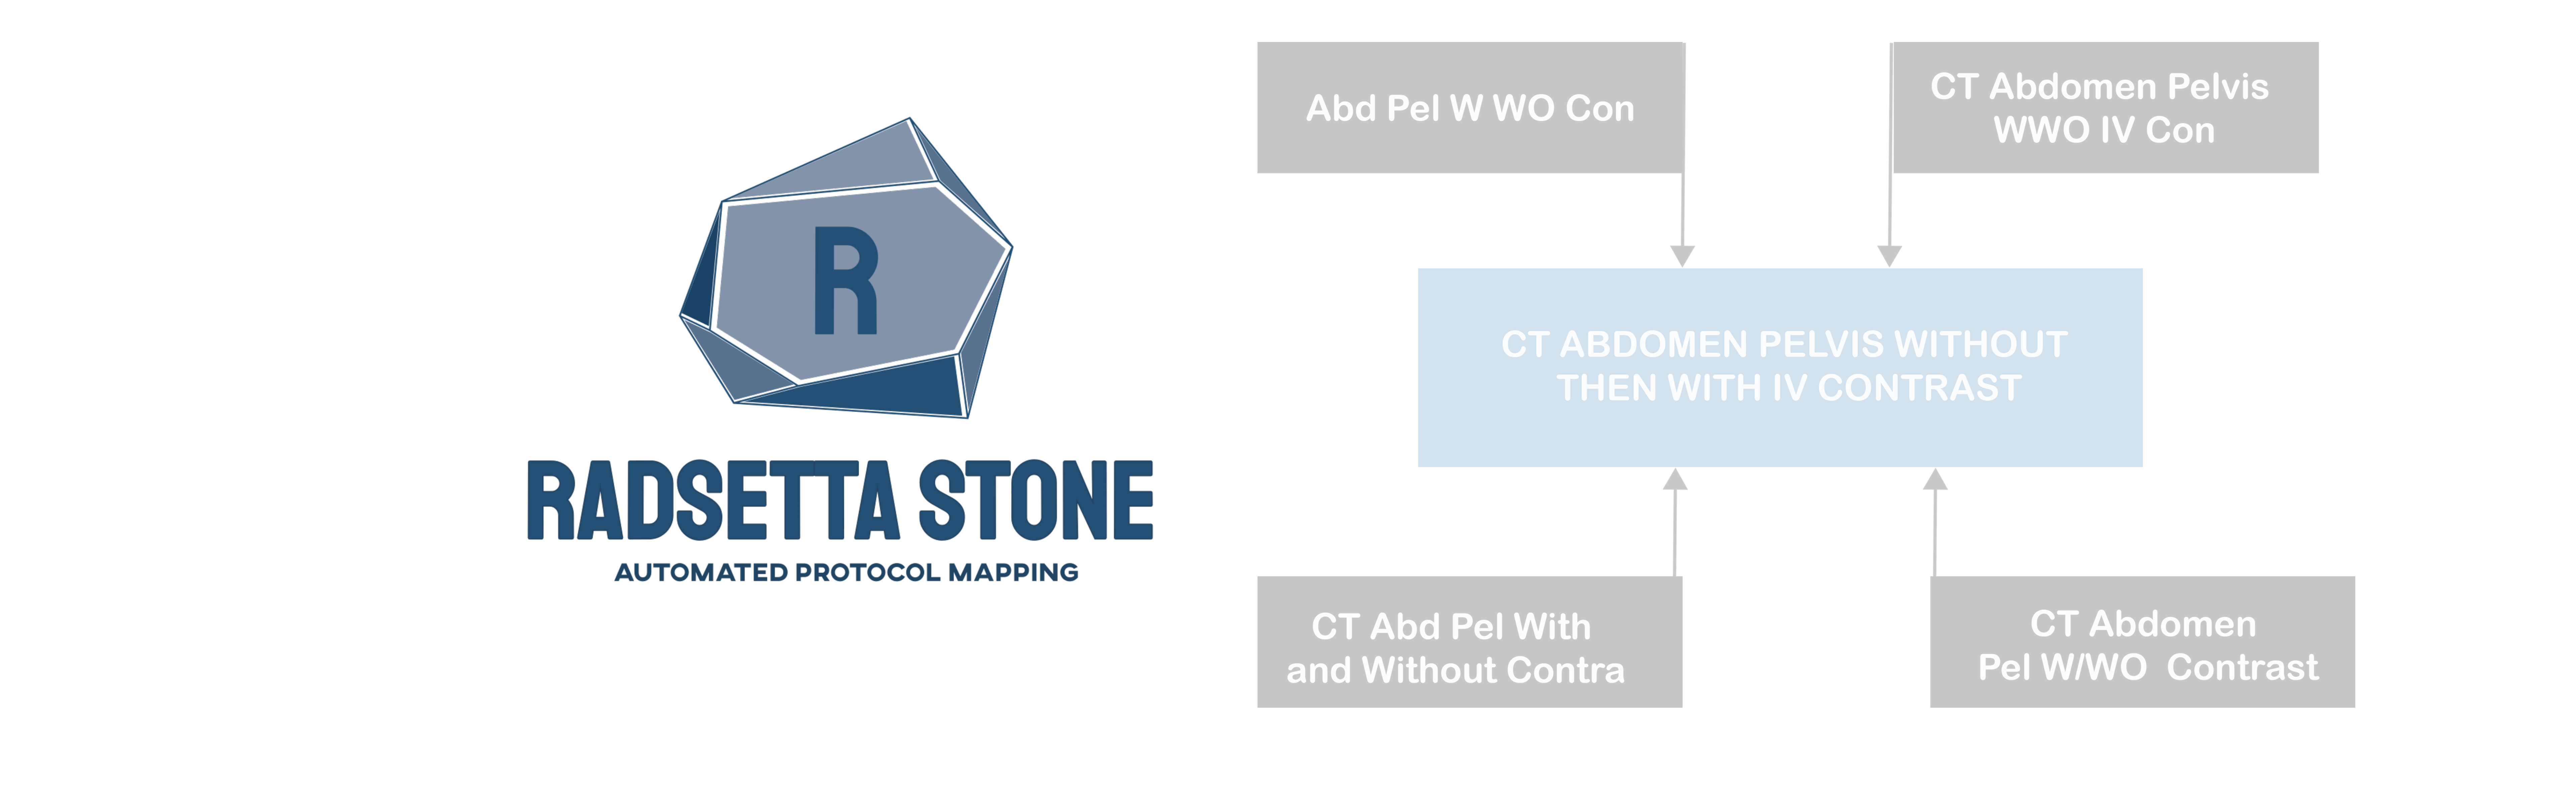 R
RADSETTA STONE
AUTOMATED PROTOCOL MAPPING
Abd Pel W WO Con
CT Abdomen Pelvis
WWO IV Con
CT ABDOMEN PELVIS WITHOUT
THEN WITH IV CONTRAST
CT Abd Pel With
and Without Contra
CT Abdomen
Pel W/WO Contrast